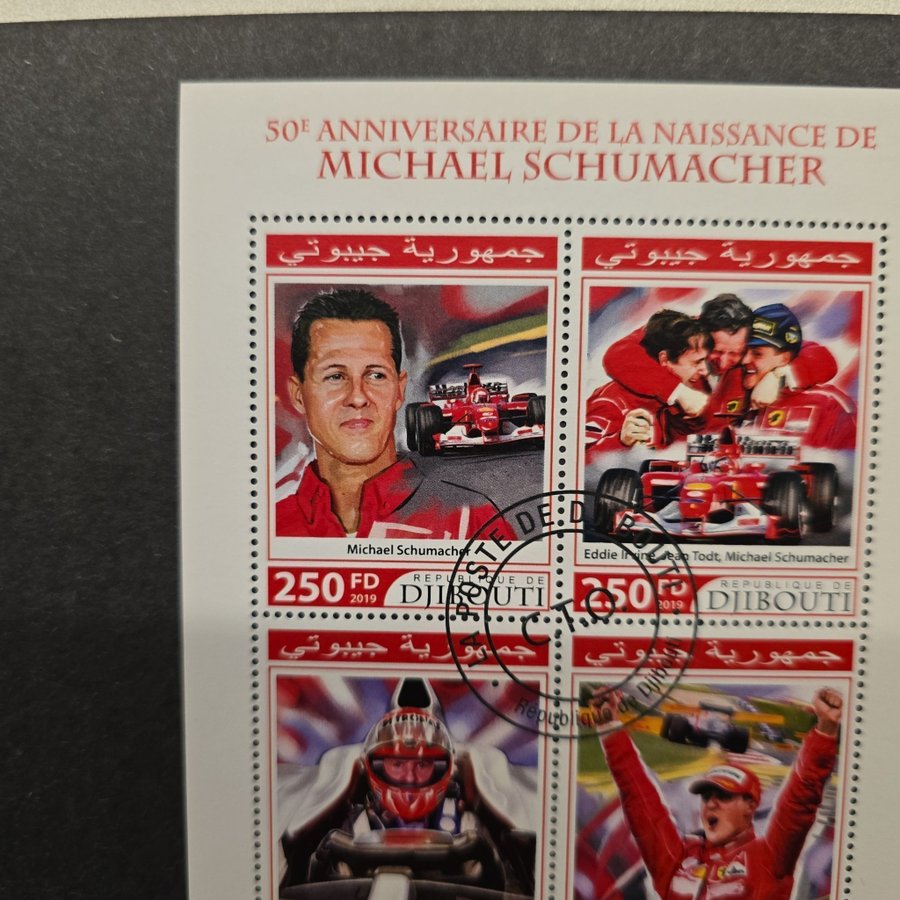 50E ANNIVERSAIRE DE LA NAISSANCE DE
MICHAEL SCHUMACHER
جمهورية جيبوتي
جمهورية جيبوتي
Michael Schumacher
Eddie Irvine, Jean Todt, Michael Schumacher
250 FD
2019
REPUBLIQUE DE
DJIBOUTI
250 FD
2019
REPUBLIQUE DE
DJIBOUTI
LA POSTE DE DJIBOUTI
C.T.O.
République de Djibouti
جمهورية جيبوتي
جمهورية جيبوتي